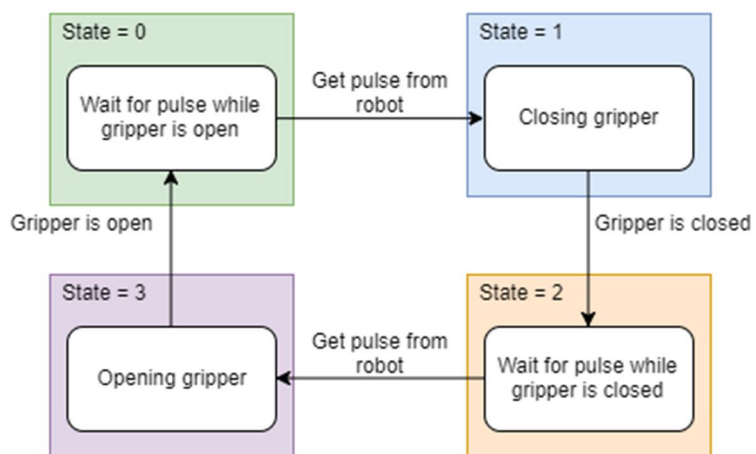 State = 0
Wait for pulse while
gripper is open
Get pulse from
robot
State = 1
Closing gripper
Gripper is open
Gripper is closed
State = 3
Opening gripper
Get pulse from
robot
State = 2
Wait for pulse while
gripper is closed